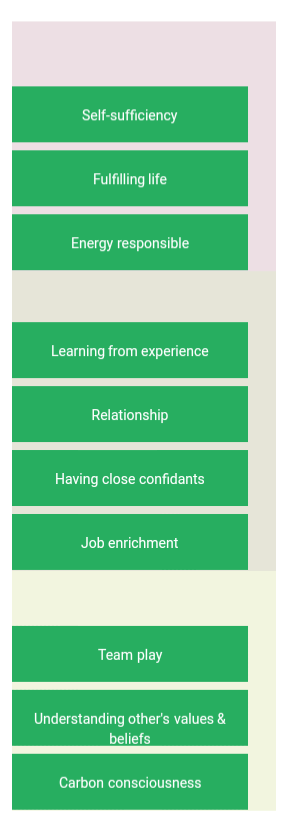 Self-sufficiency
Fulfilling life
Energy responsible
Learning from experience
Relationship
Having close confidants
Job enrichment
Team play
Understanding other's values &
beliefs
Carbon consciousness